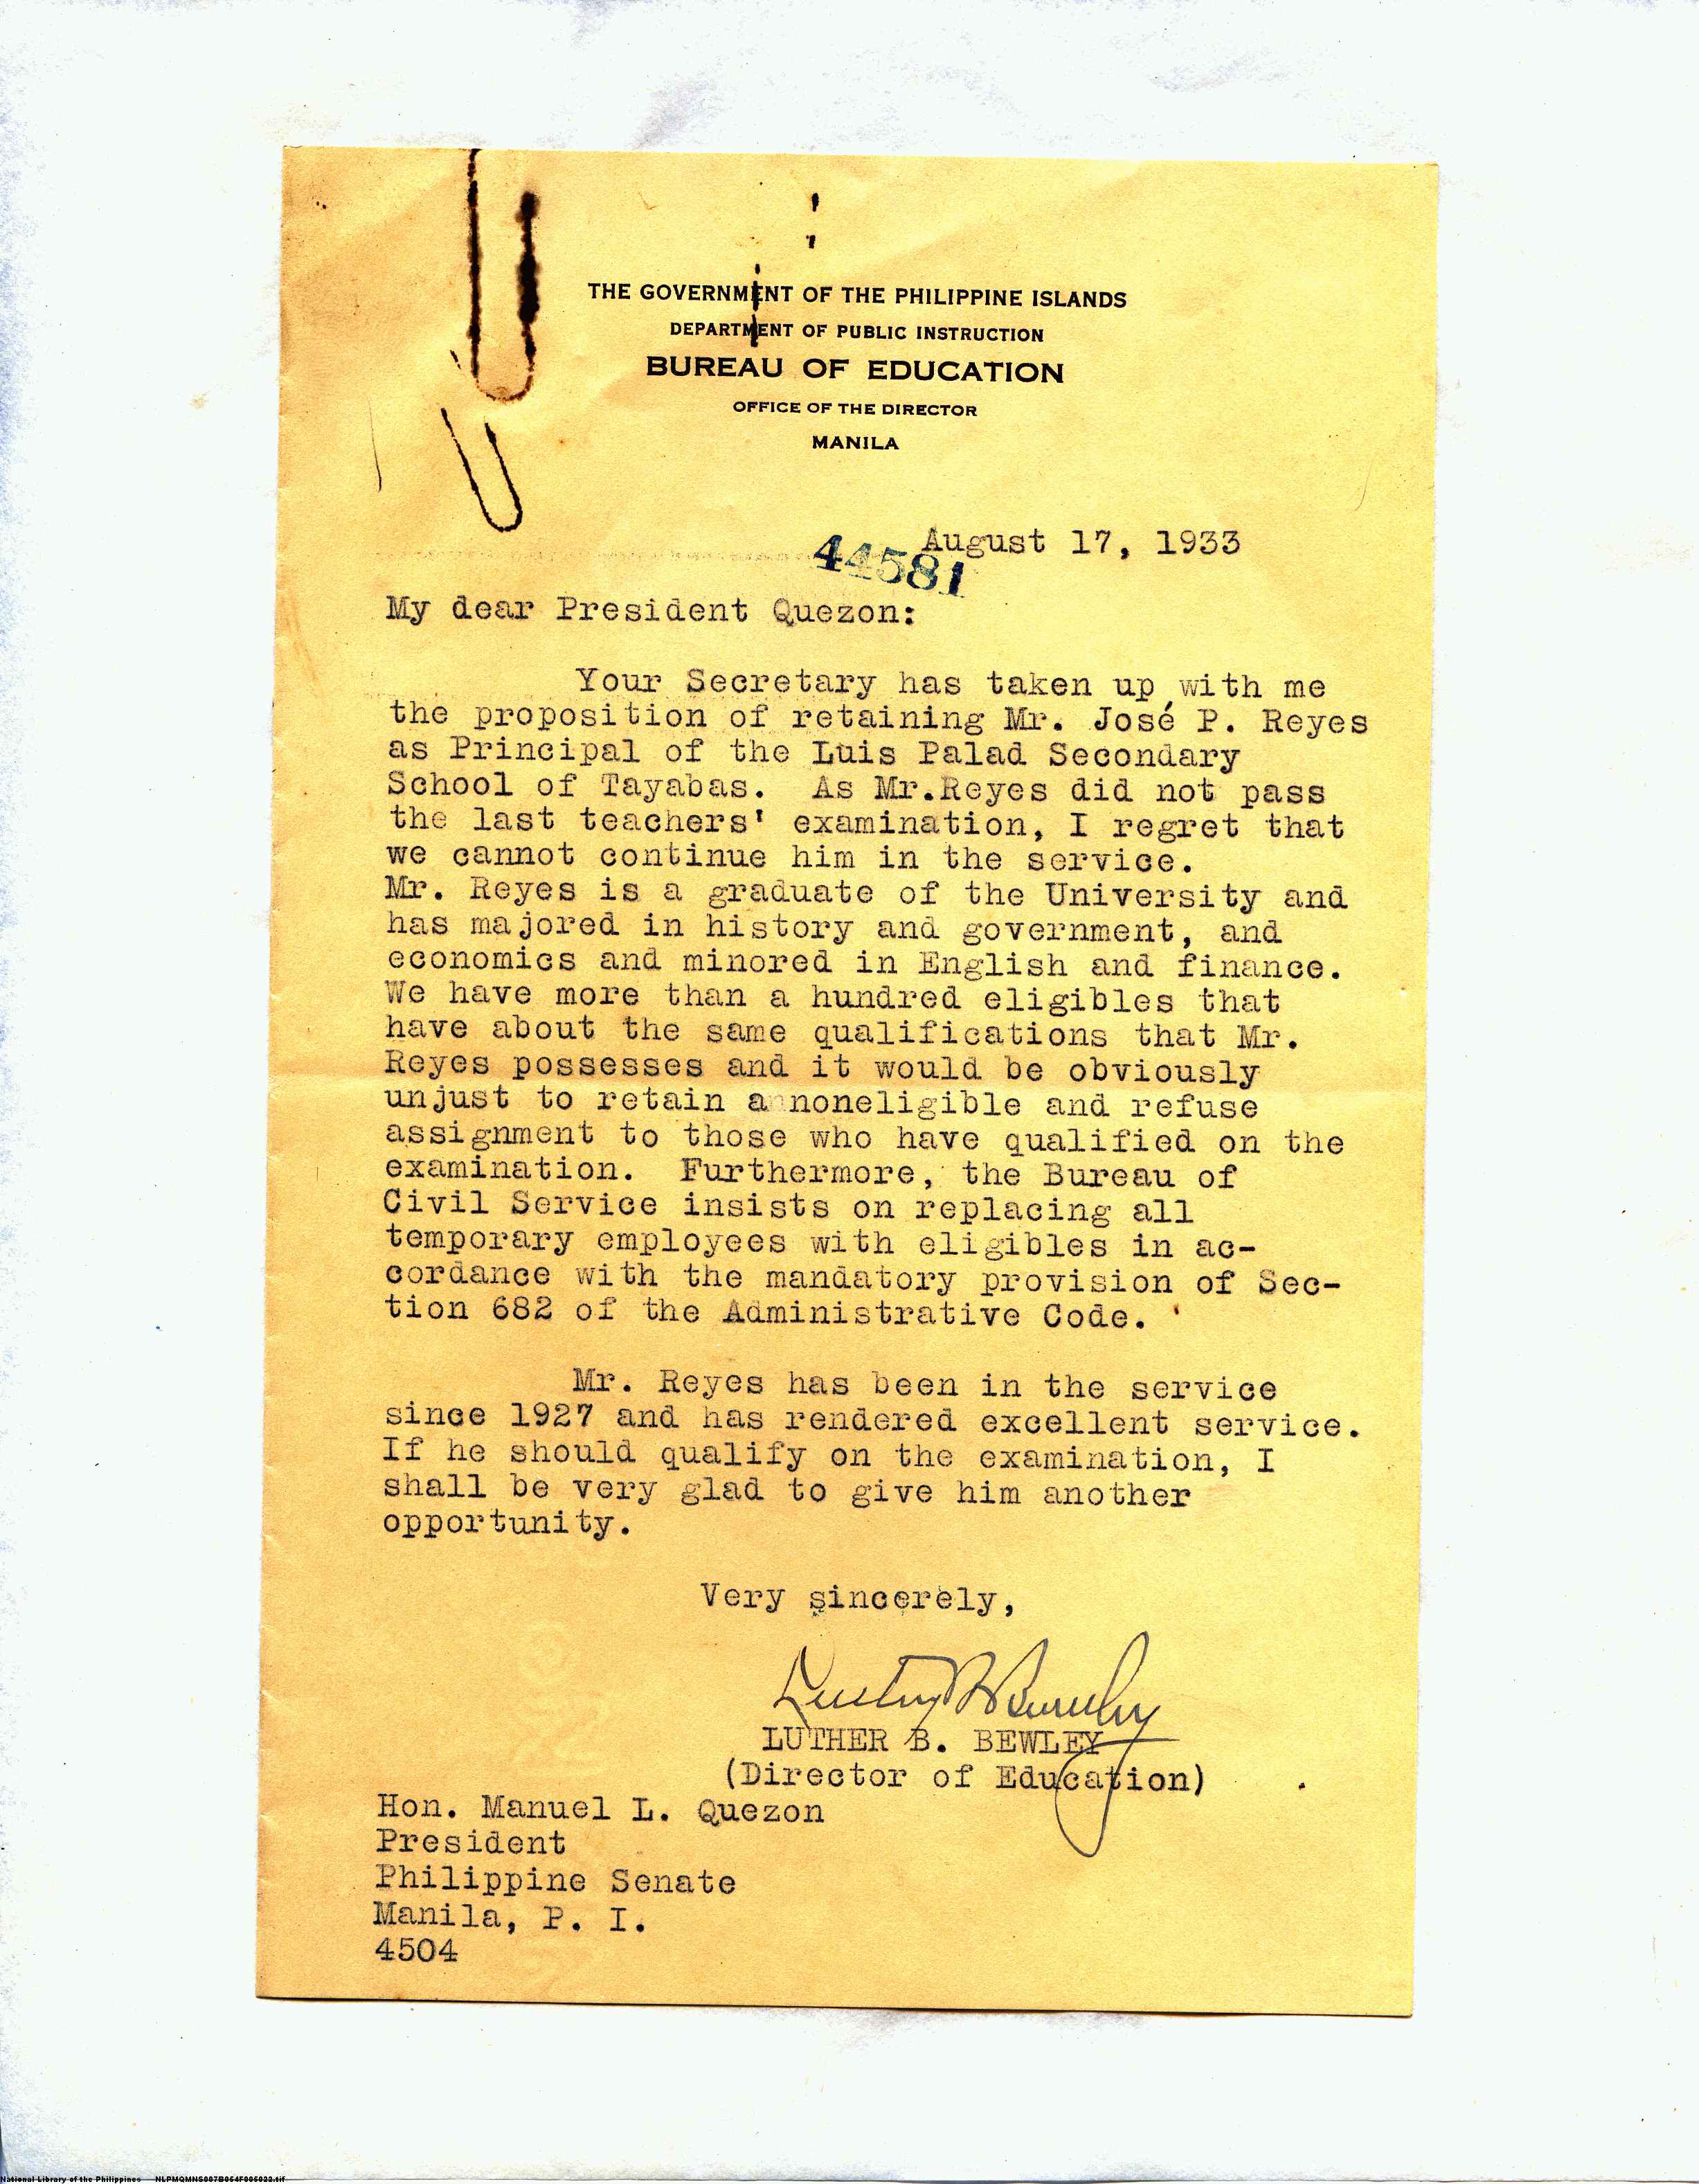 THE GOVERNMENT OF THE PHILIPPINE ISLANDS
DEPARTMENT OF PUBLIC INSTRUCTION
BUREAU OF EDUCATION
OFFICE OF THE DIRECTOR
MANILA
August 17, 1933
44581
My dear President Quezon:
Your Secretary has taken up with me
the proposition of retaining Mr. José P. Reyes
as Principal of the Luis Palad Secondary
School of Tayabas. As Mr.Reyes did not pass
the last teachers' examination, I regret that
we cannot continue him in the service.
Mr. Reyes is a graduate of the University and
has majored in history and government, and
economics and minored in English and finance.
We have more than a hundred eligibles that
have about the same qualifications that Mr.
Reyes possesses and it would be obviously
unjust to retain a noneligible and refuse
assignment to those who have qualified on the
examination. Furthermore, the Bureau of
Civil Service insists on replacing all
temporary employees with eligibles in ac-
cordance with the mandatory provision of Sec-
tion 682 of the Administrative Code.
Mr. Reyes has been in the service
since 1927 and has rendered excellent service.
If he should qualify on the examination, I
shall be very glad to give him another
opportunity.
Very sincerely,
Luther B Bewley
LUTHER B. BEWLEY
(Director of Education)
Hon. Manuel L. Quezon
President
Philippine Senate
Manila, P. I.
4504
National Library of the Philippines